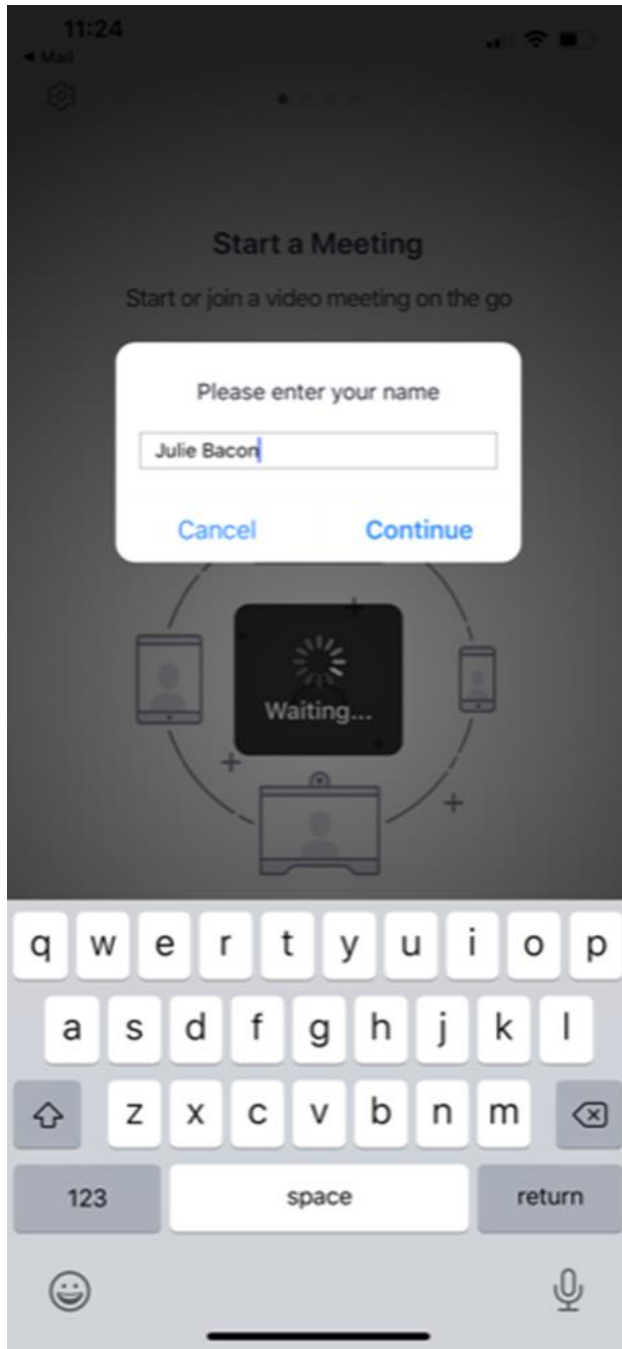 11:24
◀ Mail
Start a Meeting
Start or join a video meeting on the go
Please enter your name
Julie Bacon
Cancel Continue
Waiting...
q w e r t y u i o p
a s d f g h j k l
z x c v b n m
123 space return